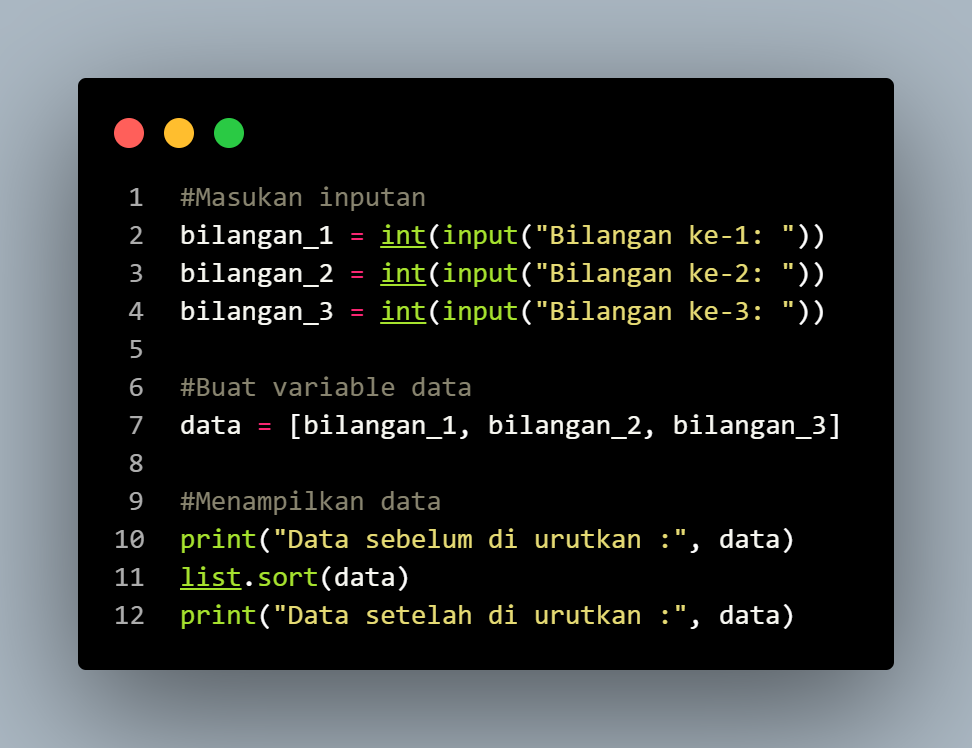 1 #Masukan inputan
2 bilangan_1 = int(input("Bilangan ke-1: "))
3 bilangan_2 = int(input("Bilangan ke-2: "))
4 bilangan_3 = int(input("Bilangan ke-3: "))
5
6 #Buat variable data
7 data = [bilangan_1, bilangan_2, bilangan_3]
8
9 #Menampilkan data
10 print("Data sebelum di urutkan :", data)
11 list.sort(data)
12 print("Data setelah di urutkan :", data)